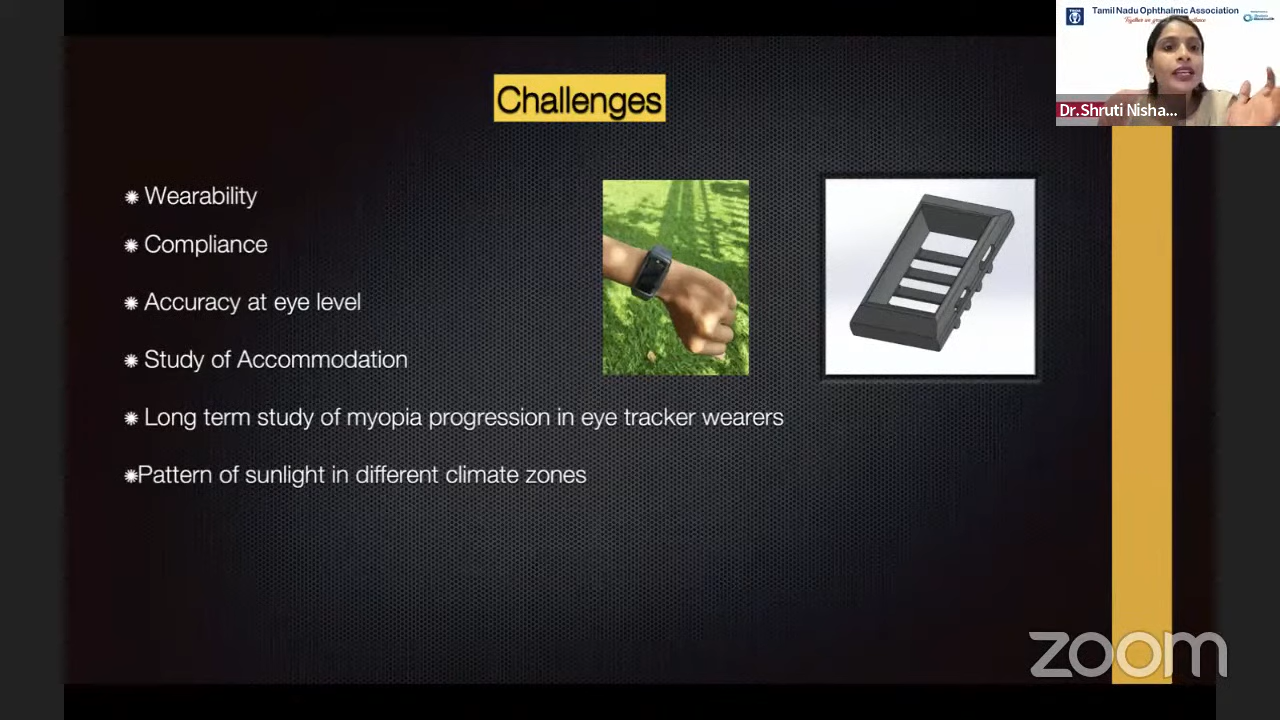 Tamil Nadu Ophthalmic Association
Dr.Shruti Nisha...
Challenges
✹ Wearability
✹ Compliance
✹ Accuracy at eye level
✹ Study of Accommodation
✹ Long term study of myopia progression in eye tracker wearers
✹Pattern of sunlight in different climate zones
zoom